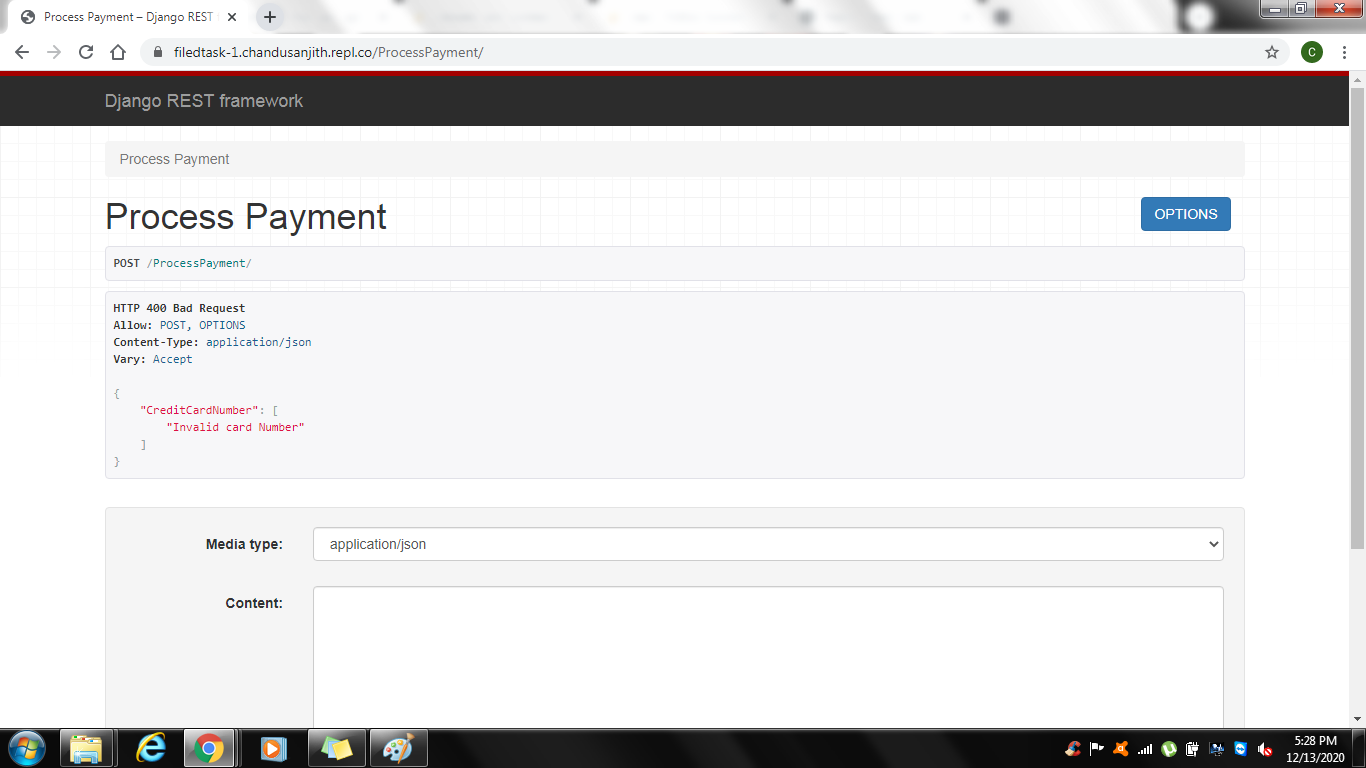 Process Payment – Django REST
filedtask-1.chandusanjith.repl.co/ProcessPayment/
C
Django REST framework
Process Payment
Process Payment
OPTIONS
POST /ProcessPayment/
HTTP 400 Bad Request
Allow: POST, OPTIONS
Content-Type: application/json
Vary: Accept
{
"CreditCardNumber": [
"Invalid card Number"
]
}
Media type:
application/json
Content:
5:28 PM
12/13/2020